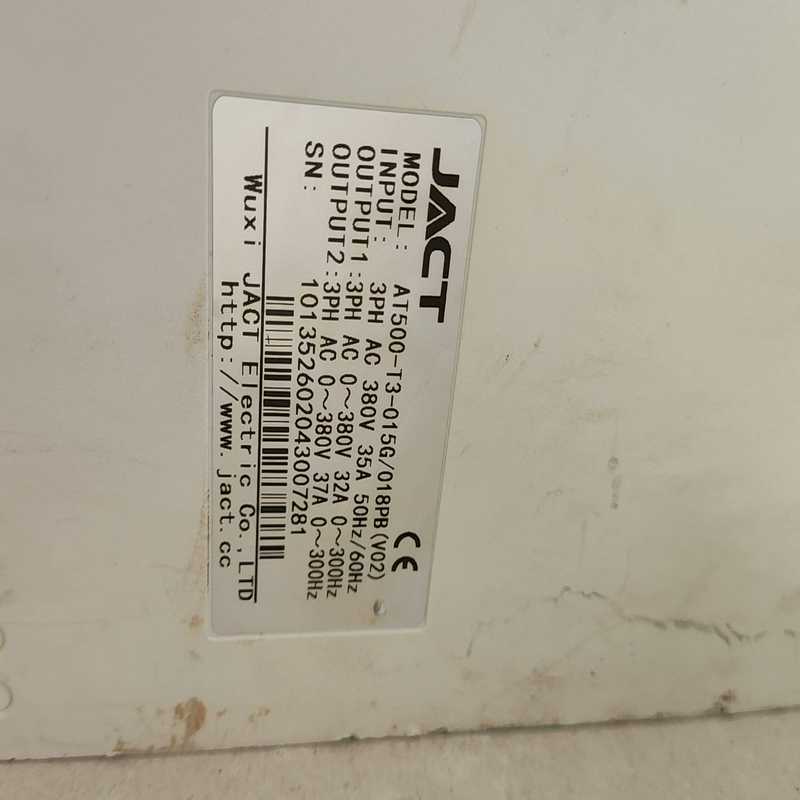 JACT
CE
MODEL: AT500-T3-015G/018PB(V02)
INPUT: 3PH AC 380V 35A 50Hz/60Hz
OUTPUT1:3PH AC 0～380V 32A 0～300Hz
OUTPUT2:3PH AC 0～380V 37A 0～300Hz
SN: 101352602043007281
Wuxi JACT Electric Co.,LTD
http://www.jact.cc